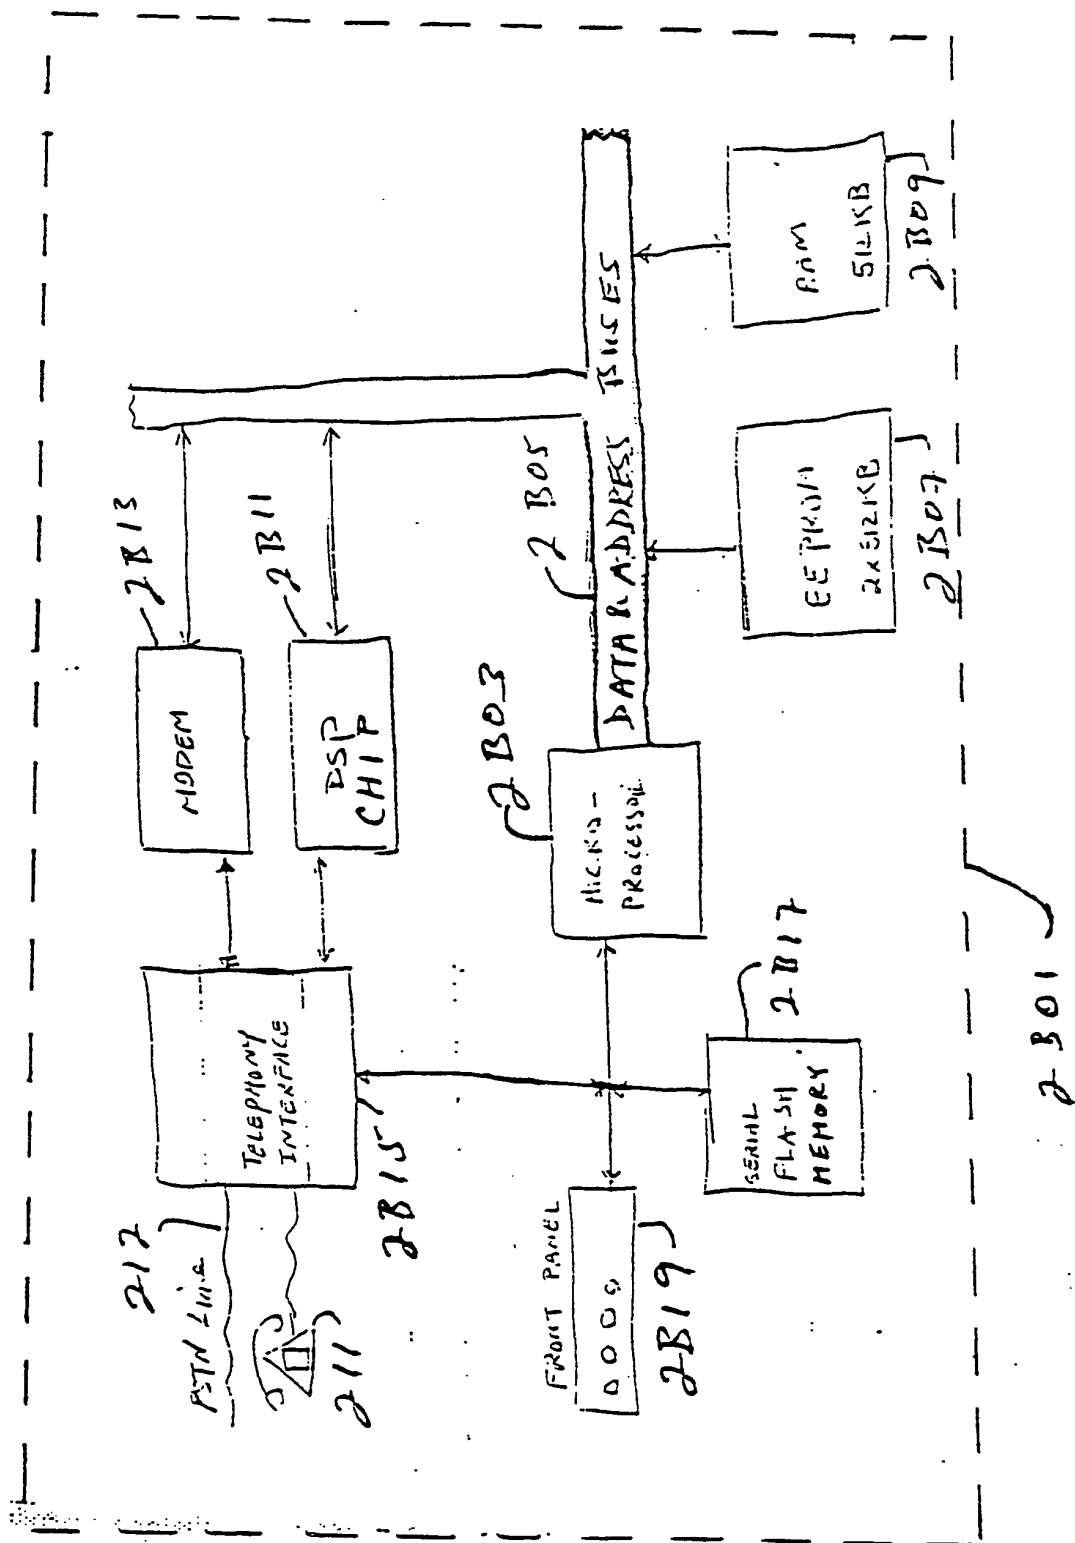 212
PSTN Line
211
TELEPHONY
INTERFACE
2B15
MODEM
2B13
DSP
CHIP
2B11
FRONT PANEL
2B19
SERIAL
FLASH
MEMORY
2B17
MICRO-
PROCESSOR
2B03
DATA & ADDRESS BUSES
2B05
EEPROM
2x512KB
2B07
RAM
512KB
2B09
2B01